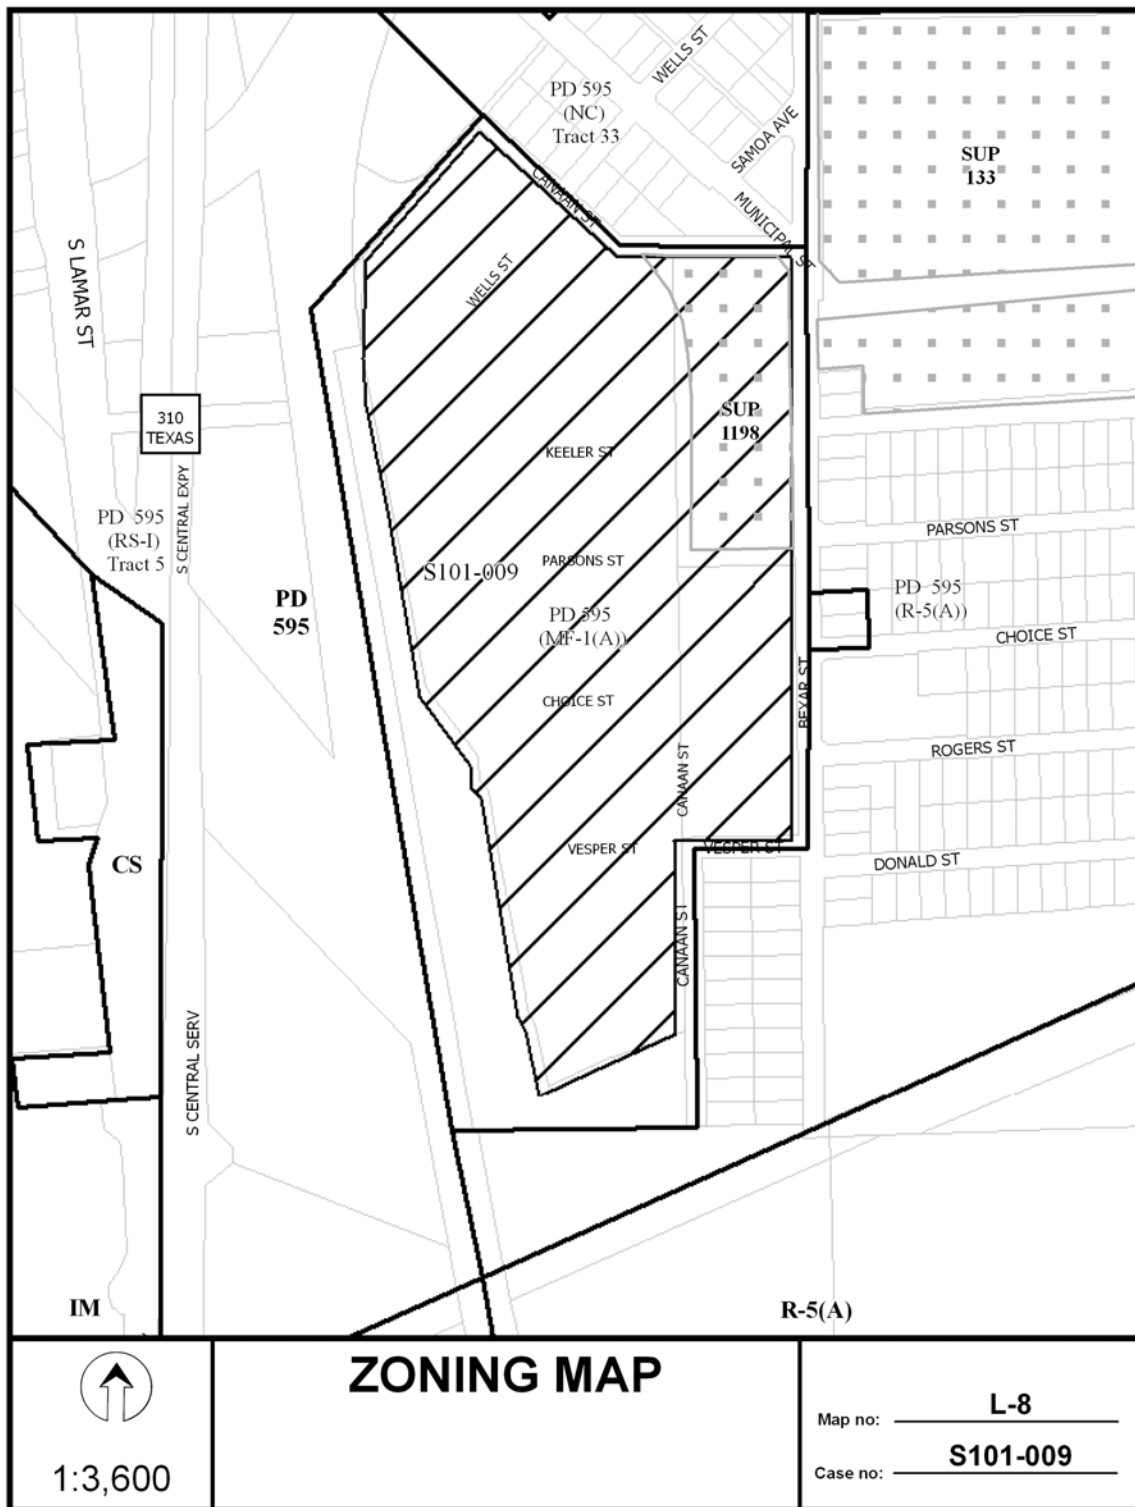 WELLS ST
PD 595
(NC)
Tract 33
SAMOA AVE
SUP
133
CANAAN ST
MUNICIPAL ST
S LAMAR ST
WELLS ST
310
TEXAS
SUP
1198
KEELER ST
S CENTRAL EXPY
PD 595
(RS-I)
Tract 5
PARSONS ST
PARSONS ST
S101-009
PD
595
PD 595
(MF-1(A))
PD 595
(R-5(A))
CHOICE ST
CHOICE ST
BEXAR ST
ROGERS ST
CANAAN ST
VESPER ST
VESPER ST
DONALD ST
CS
CANAAN ST
S CENTRAL SERV
IM
R-5(A)
1:3,600
ZONING MAP
Map no: L-8
Case no: S101-009